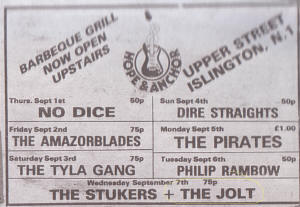 BARBEQUE GRILL
NOW OPEN
UPSTAIRS
HOPE & ANCHOR
UPPER STREET
ISLINGTON, N.1
Thurs. Sept 1st 50p
NO DICE
Sun Sept 4th 50p
DIRE STRAIGHTS
Friday Sept 2nd 75p
THE AMAZORBLADES
Monday Sept 5th £1.00
THE PIRATES
Saturday Sept 3rd 75p
THE TYLA GANG
Tuesday Sept 6th 50p
PHILIP RAMBOW
Wednesday September 7th 75p
THE STUKERS + THE JOLT